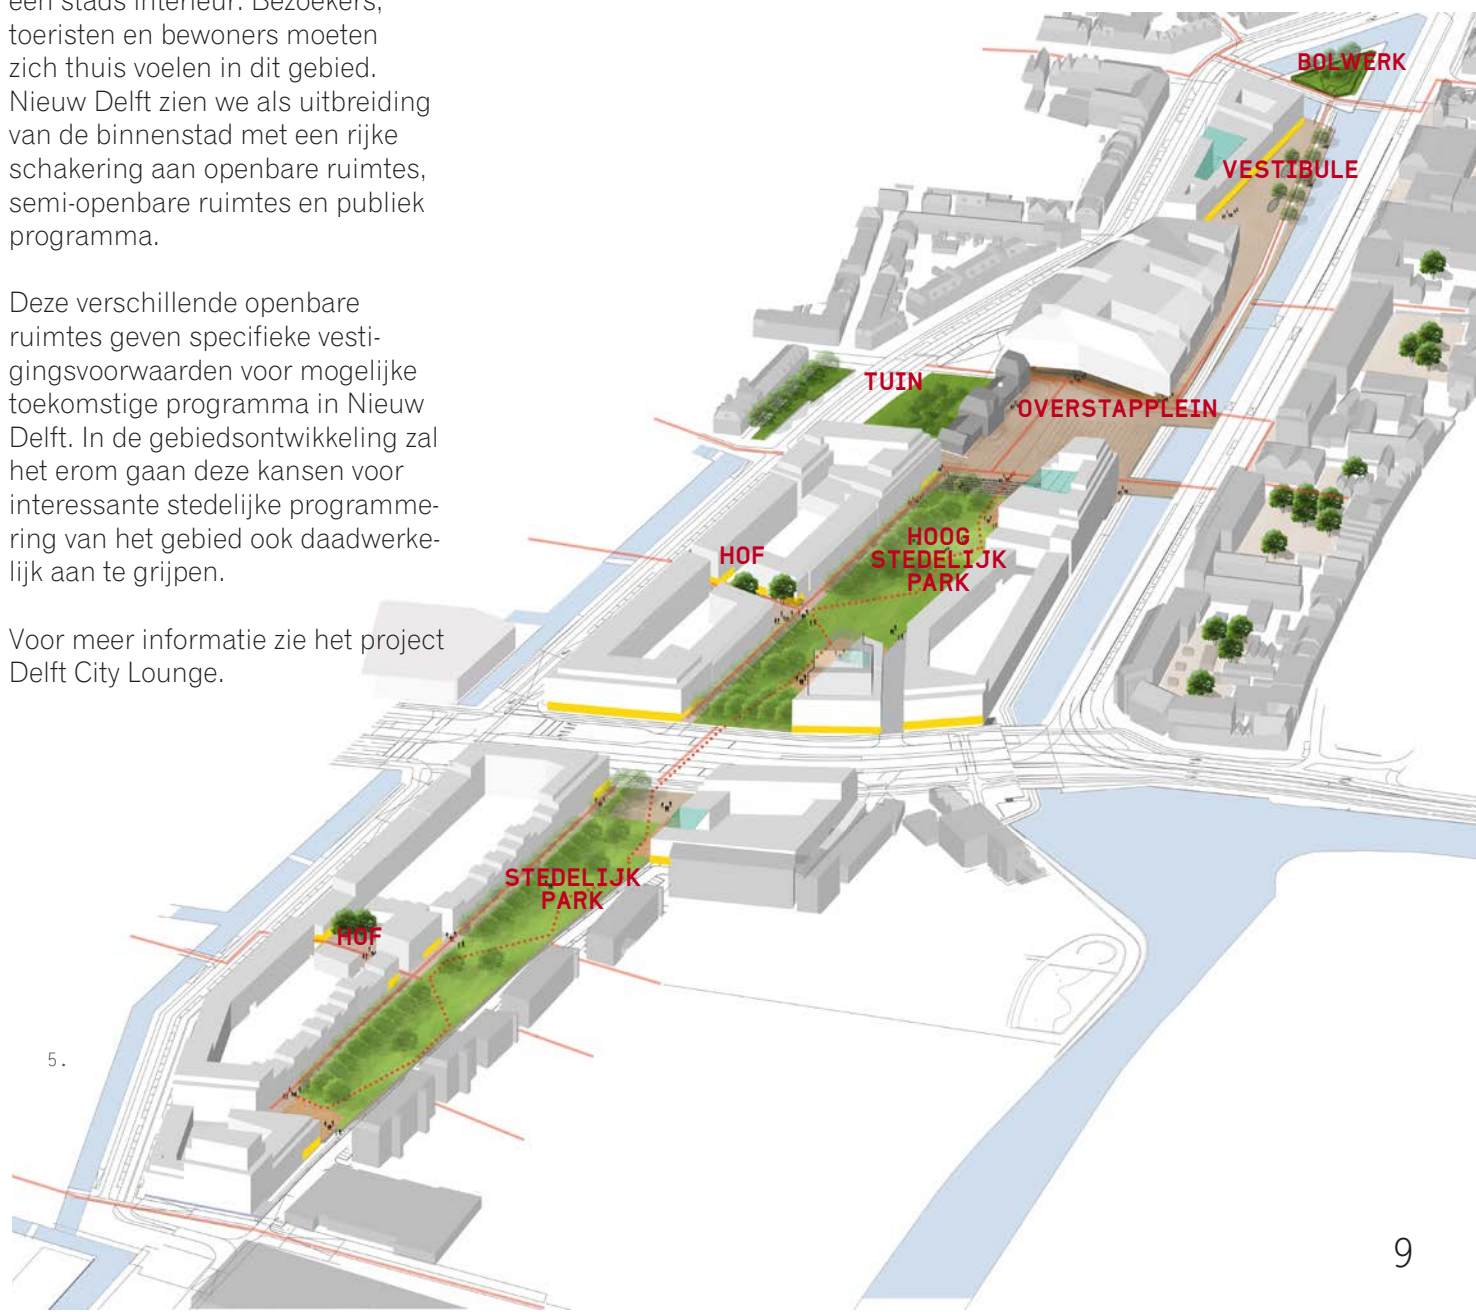 een stads interieur. Bezoekers,
toeristen en bewoners moeten
zich thuis voelen in dit gebied.
Nieuw Delft zien we als uitbreiding
van de binnenstad met een rijke
schakering aan openbare ruimtes,
semi-openbare ruimtes en publiek
programma.
Deze verschillende openbare
ruimtes geven specifieke vesti-
gingsvoorwaarden voor mogelijke
toekomstige programma in Nieuw
Delft. In de gebiedsontwikkeling zal
het erom gaan deze kansen voor
interessante stedelijke programme-
ring van het gebied ook daadwerke-
lijk aan te grijpen.
Voor meer informatie zie het project
Delft City Lounge.
BOLWERK
VESTIBULE
TUIN
OVERSTAPPLEIN
HOF
HOOG
STEDELIJK
PARK
STEDELIJK
PARK
HOF
5.
9